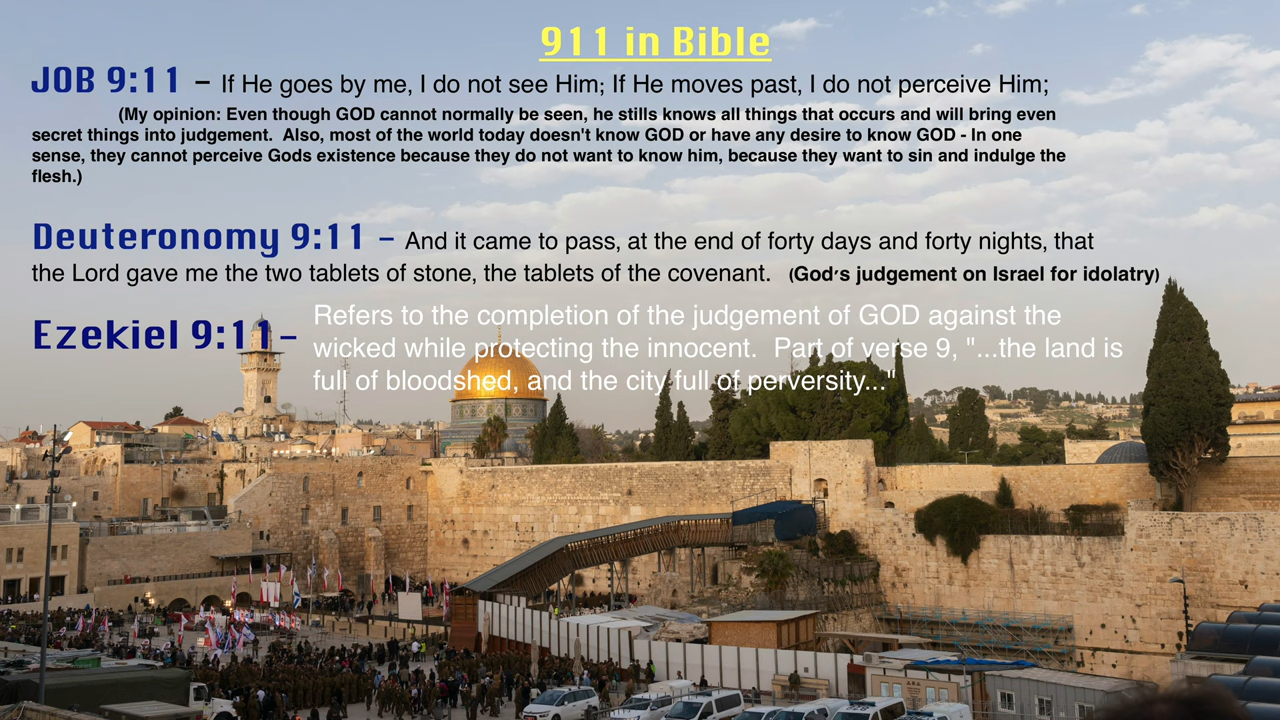 911 in Bible
JOB 9:11 – If He goes by me, I do not see Him; If He moves past, I do not perceive Him;
(My opinion: Even though GOD cannot normally be seen, he stills knows all things that occurs and will bring even
secret things into judgement.  Also, most of the world today doesn't know GOD or have any desire to know GOD - In one
sense, they cannot perceive Gods existence because they do not want to know him, because they want to sin and indulge the
flesh.)
Deuteronomy 9:11 – And it came to pass, at the end of forty days and forty nights, that
the Lord gave me the two tablets of stone, the tablets of the covenant.  (God's judgement on Israel for idolatry)
Ezekiel 9:11 – Refers to the completion of the judgement of GOD against the
wicked while protecting the innocent.  Part of verse 9, "...the land is
full of bloodshed, and the city full of perversity..."